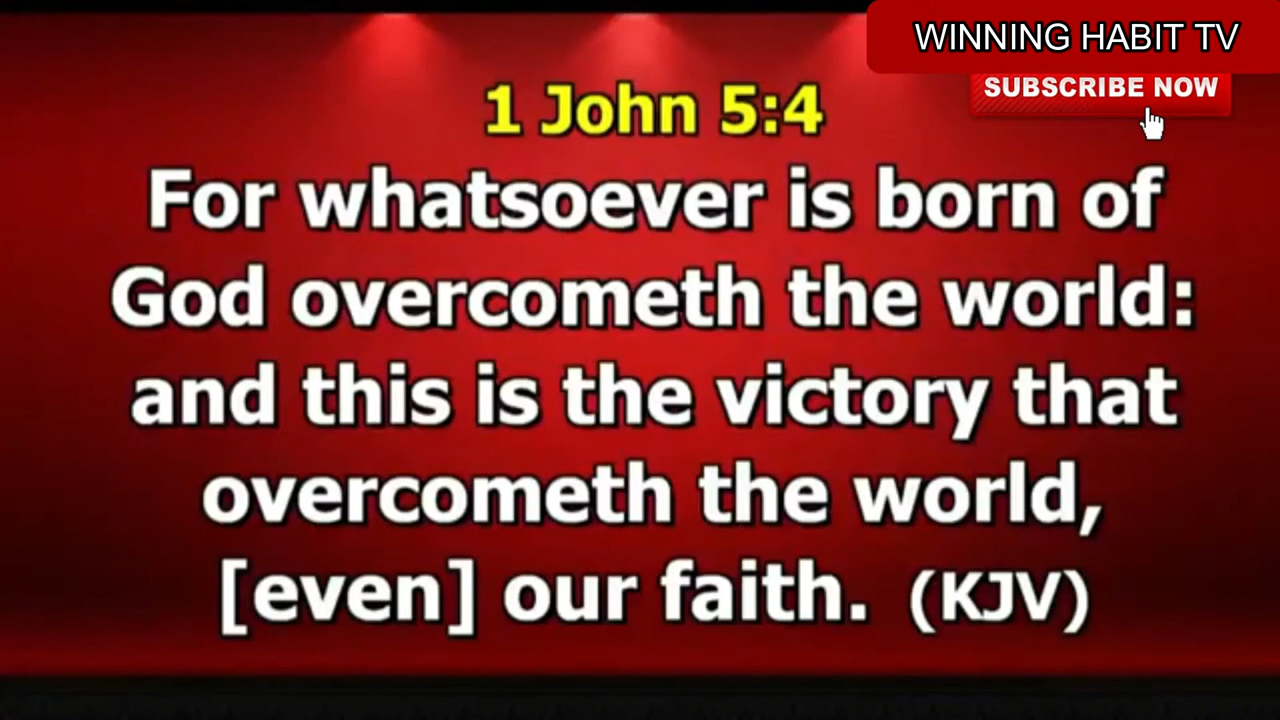 WINNING HABIT TV
SUBSCRIBE NOW
1 John 5:4
For whatsoever is born of
God overcometh the world:
and this is the victory that
overcometh the world,
[even] our faith. (KJV)